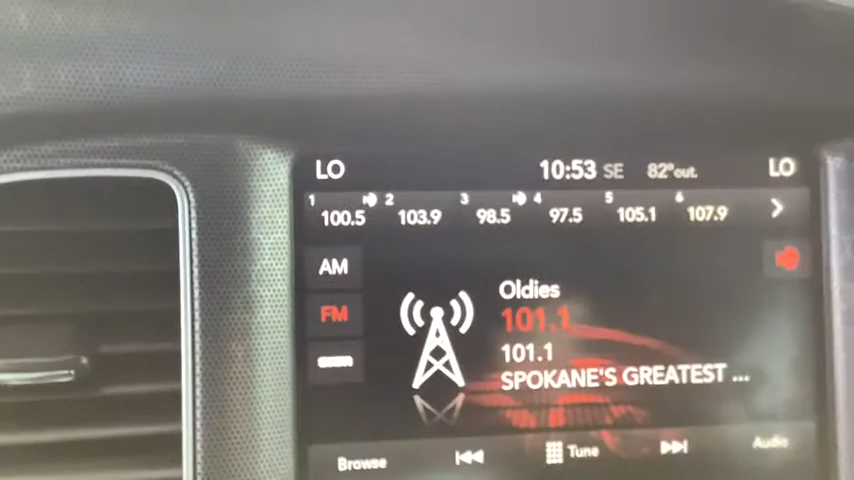 LO 10:53 SE 82°out. LO
1 2 3 4 5 6
100.5 103.9 98.5 97.5 105.1 107.9
AM
FM
Oldies
101.1
101.1
SPOKANE'S GREATEST ...
Browse Tune Audio